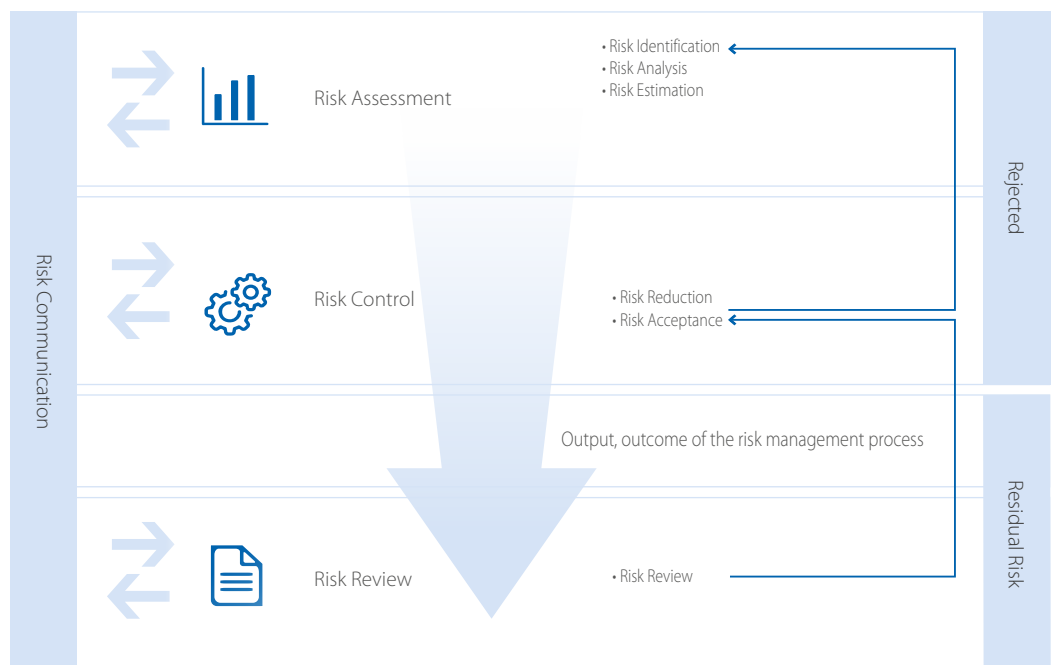 Risk Communication
Risk Assessment
• Risk Identification
• Risk Analysis
• Risk Estimation
Rejected
Risk Control
• Risk Reduction
• Risk Acceptance
Output, outcome of the risk management process
Residual Risk
Risk Review
• Risk Review